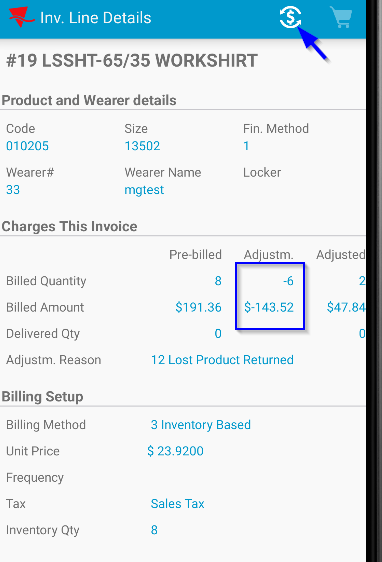 Inv. Line Details
#19 LSSHT-65/35 WORKSHIRT
Product and Wearer details
Code Size Fin. Method
010205 13502 1
Wearer# Wearer Name Locker
33 mgtest
Charges This Invoice
Pre-billed Adjustm. Adjusted
Billed Quantity 8 -6 2
Billed Amount $191.36 $-143.52 $47.84
Delivered Qty 0 0
Adjustm. Reason 12 Lost Product Returned
Billing Setup
Billing Method 3 Inventory Based
Unit Price $ 23.9200
Frequency
Tax Sales Tax
Inventory Qty 8